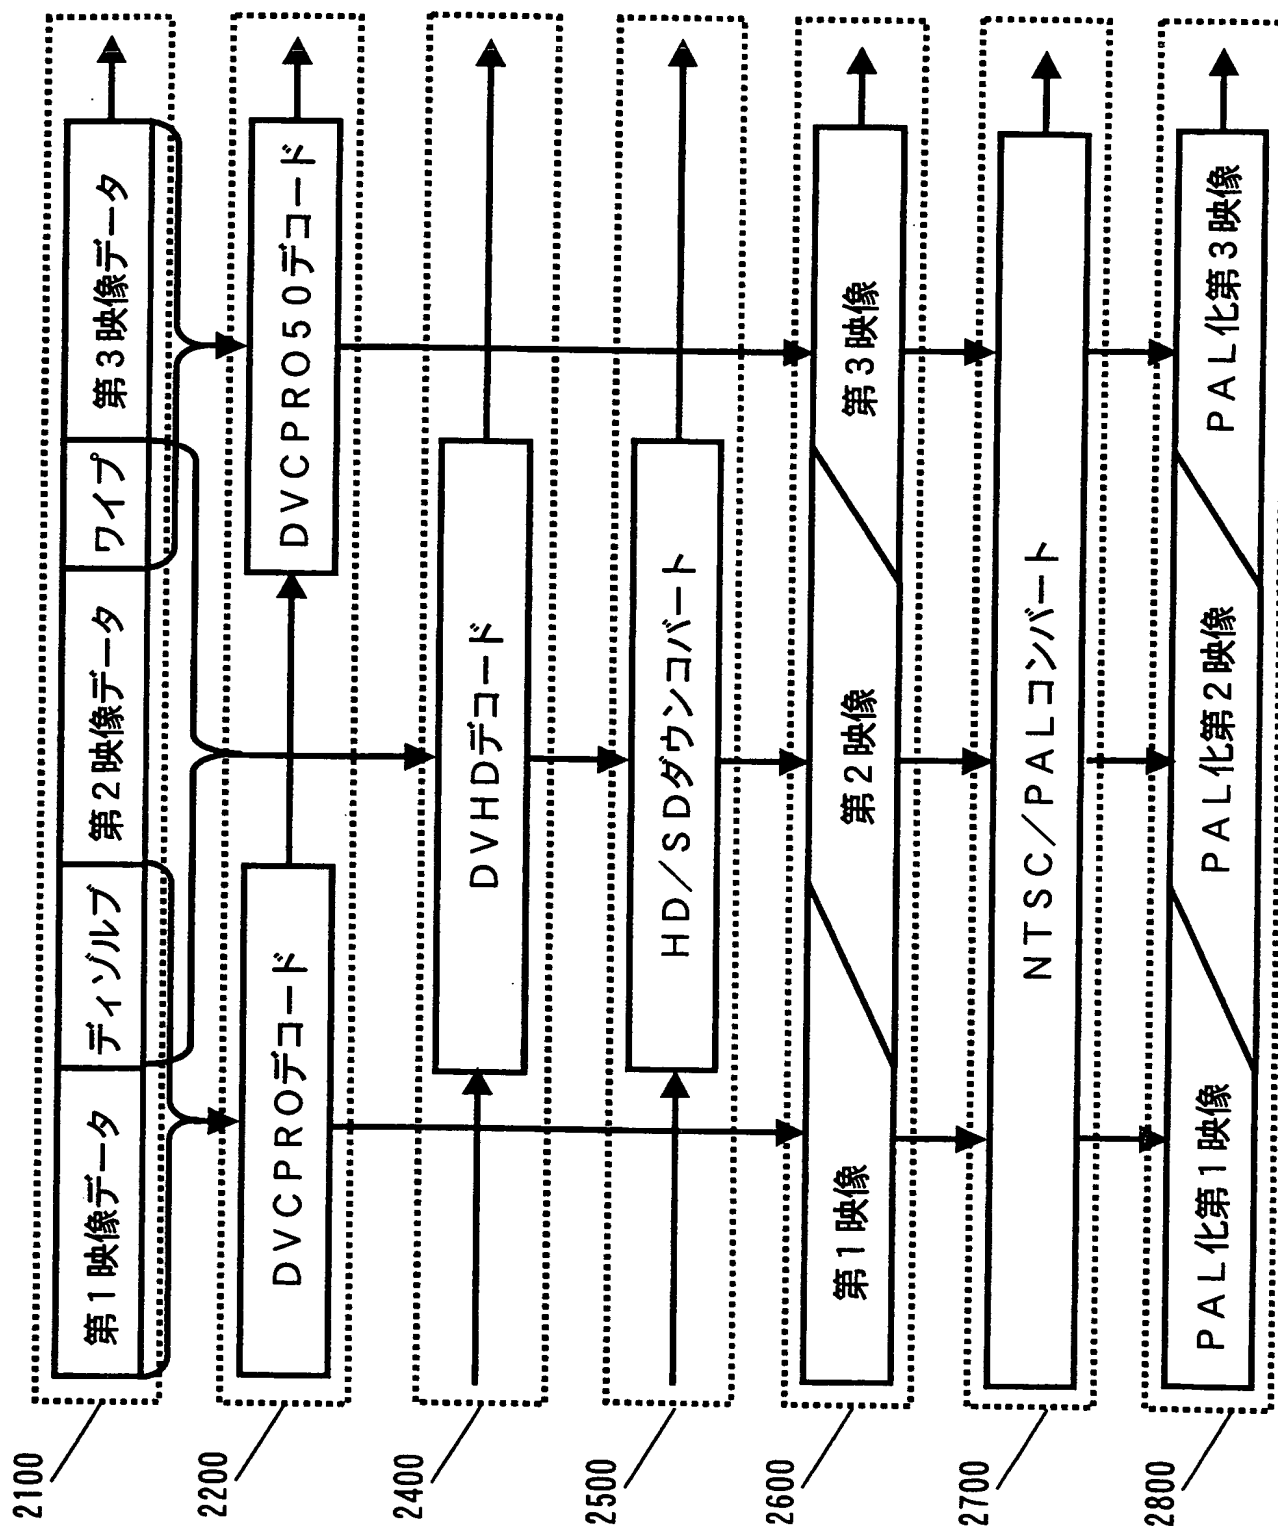 2100
第1映像データ
ディゾルブ
第2映像データ
ワイプ
第3映像データ
2200
DVCPROデコード
DVCPRO50デコード
2400
DVHDデコード
2500
HD/SDダウンコバート
2600
第1映像
第2映像
第3映像
2700
NTSC/PALコンバート
2800
PAL化第1映像
PAL化第2映像
PAL化第3映像